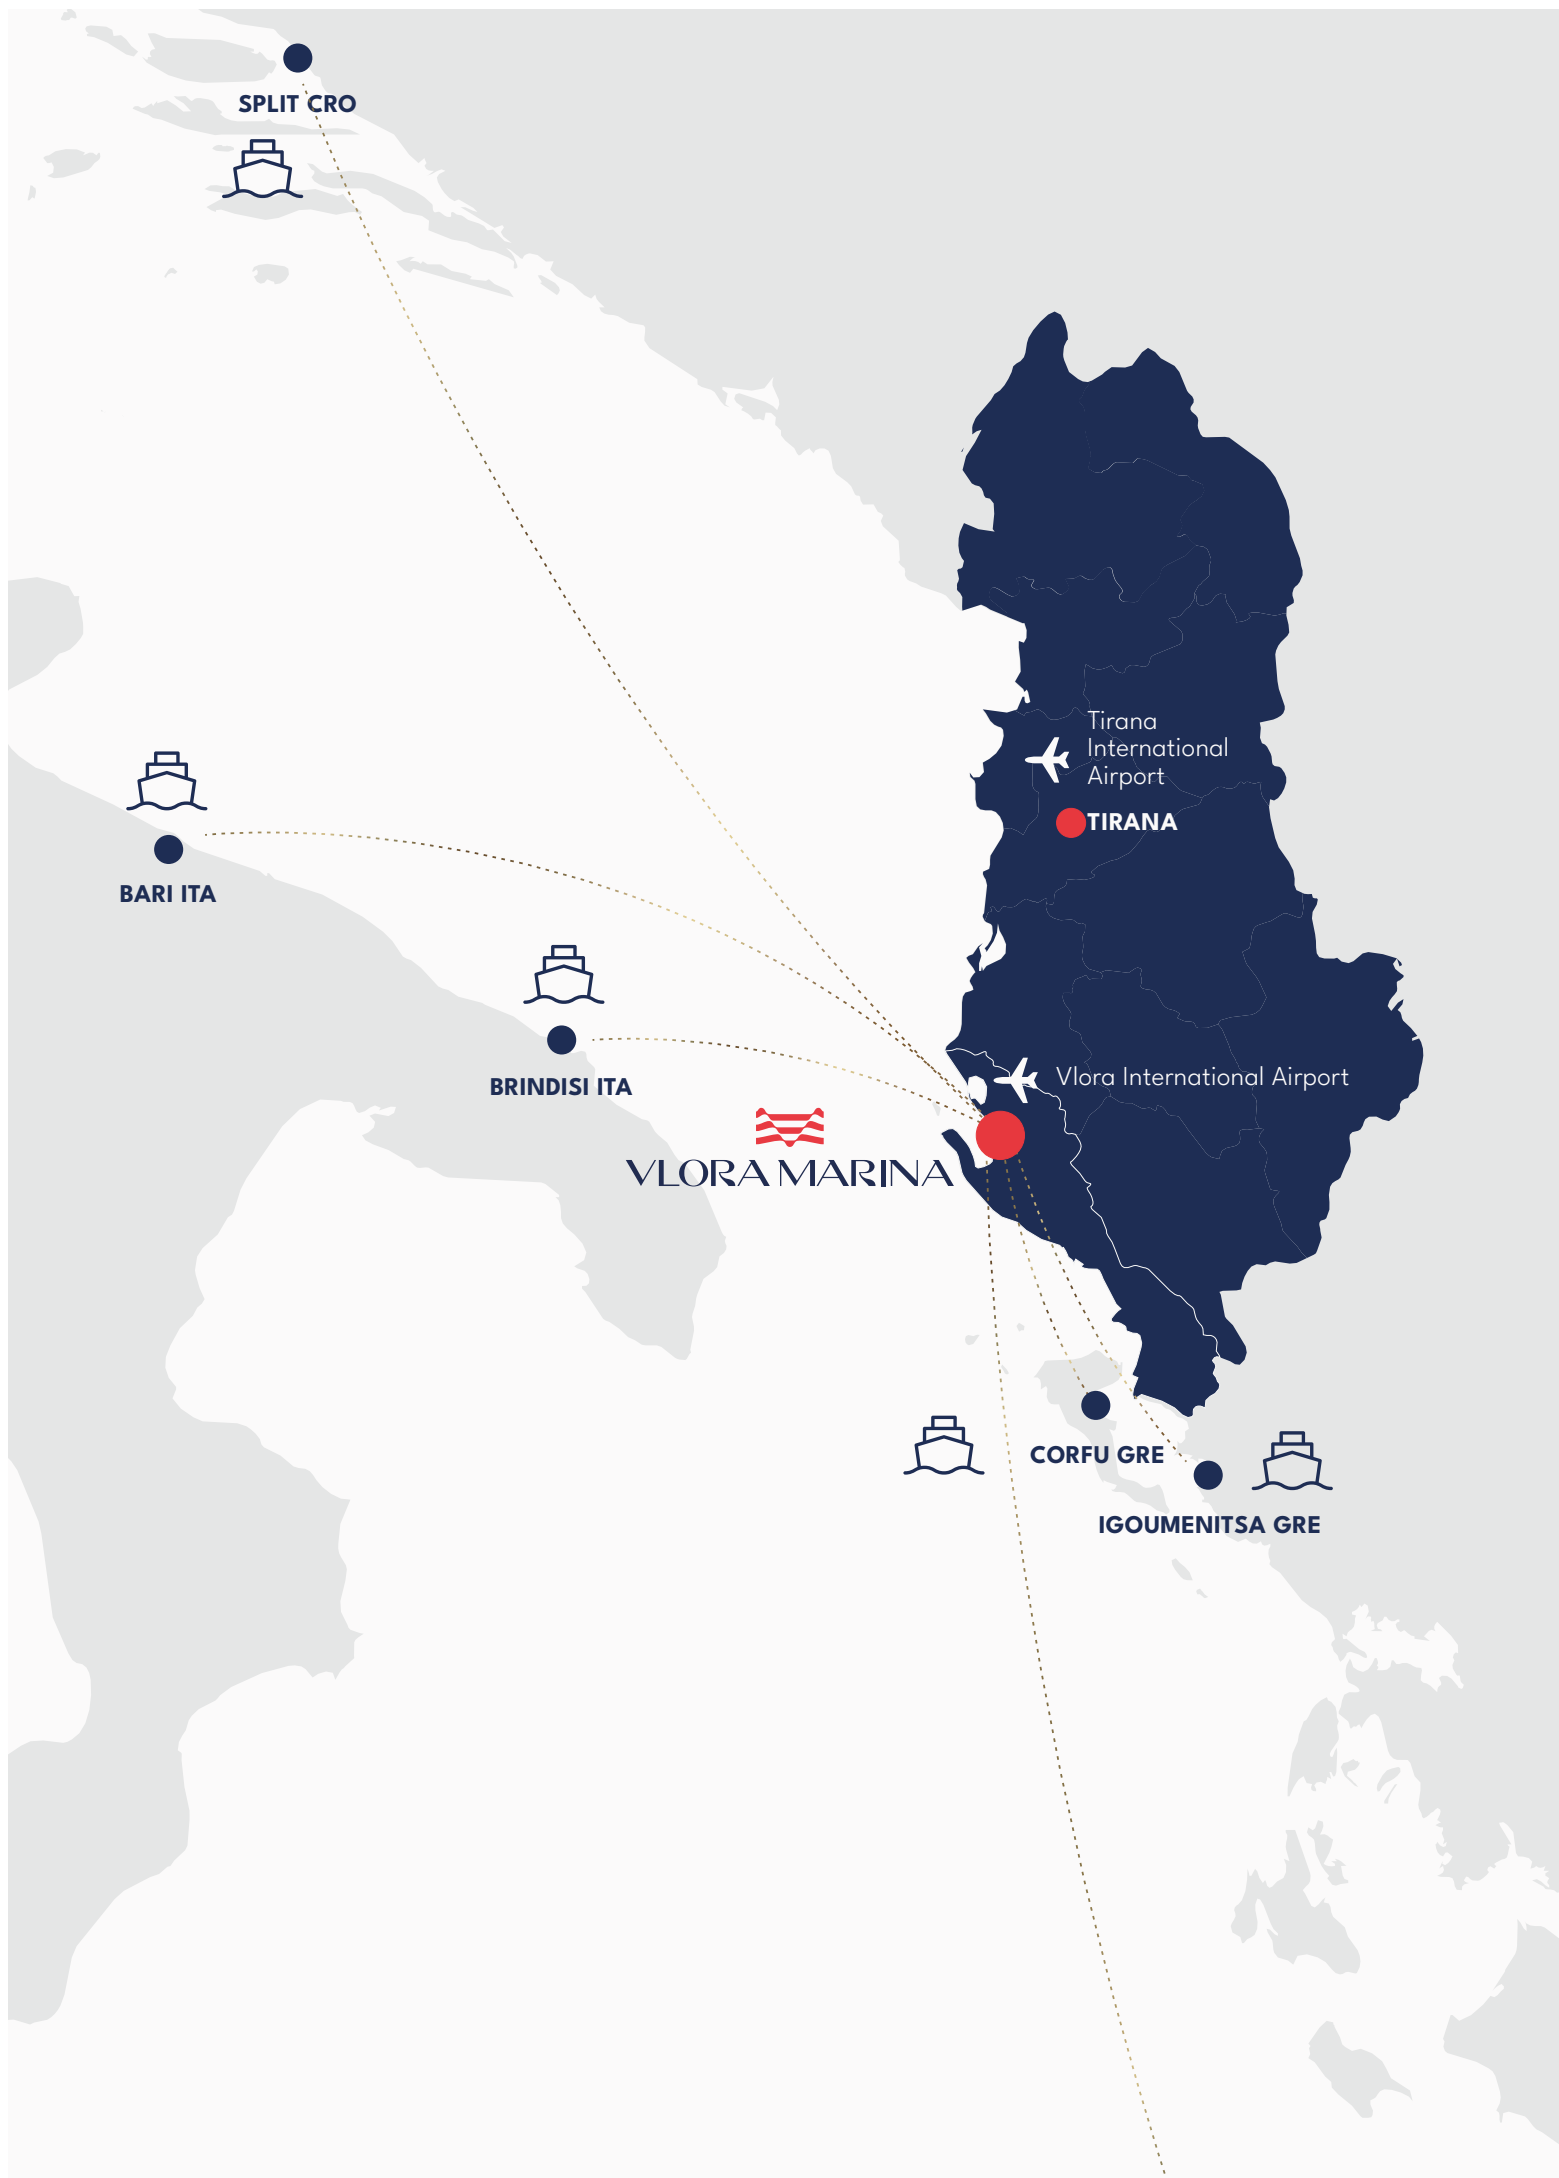 SPLIT CRO
Tirana
International
Airport
TIRANA
BARI ITA
BRINDISI ITA
Vlora International Airport
VLORA MARINA
CORFU GRE
IGOUMENITSA GRE